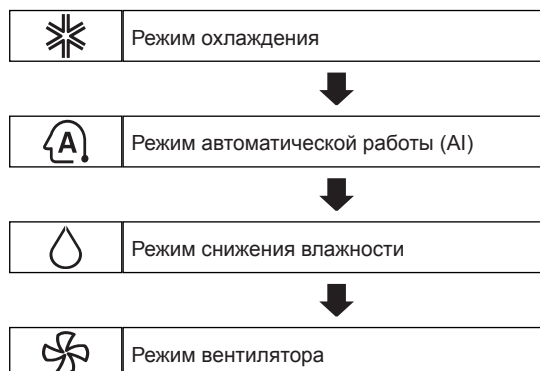 Режим охлаждения
A
Режим автоматической работы (AI)
Режим снижения влажности
Режим вентилятора